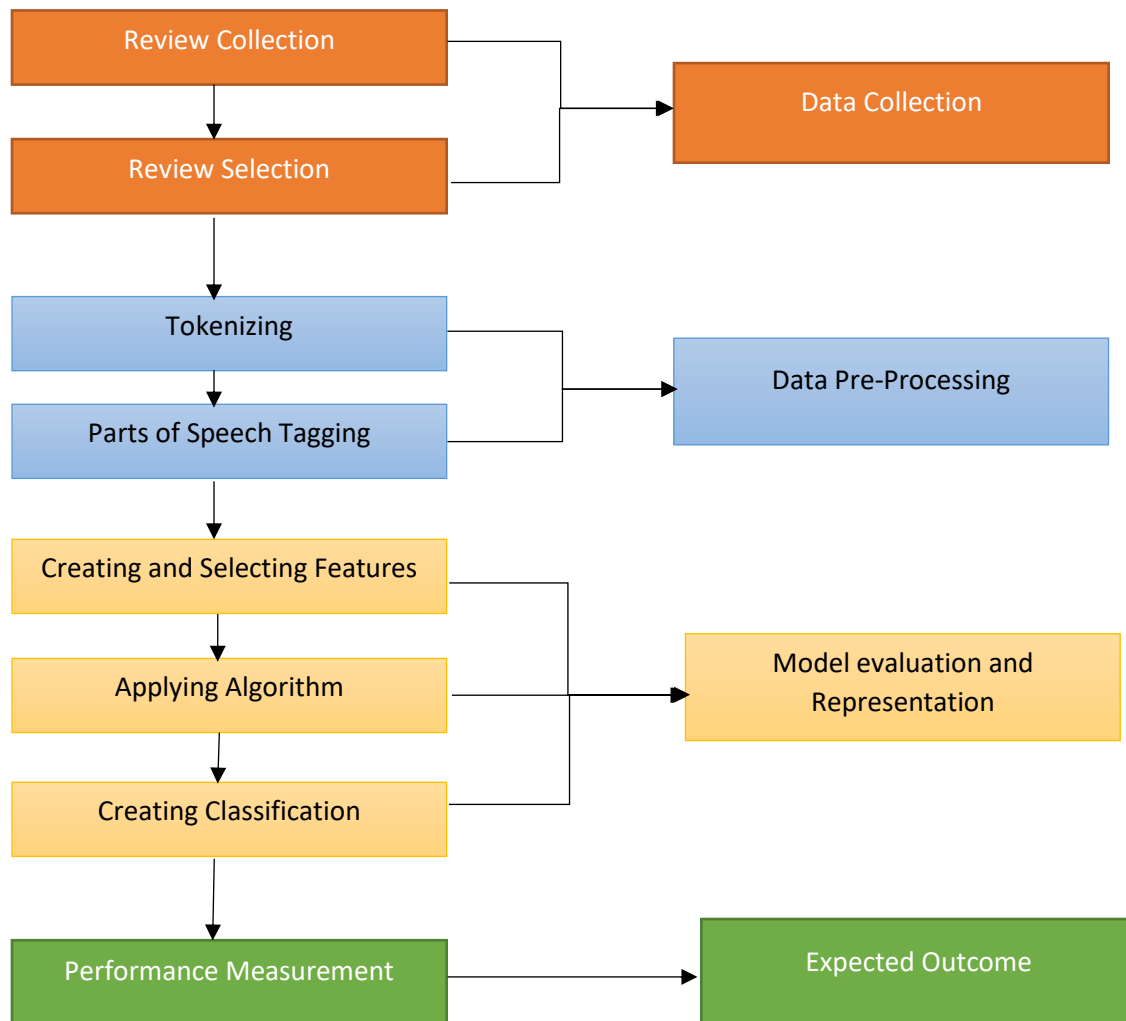 Review Collection
Data Collection
Review Selection
Tokenizing
Data Pre-Processing
Parts of Speech Tagging
Creating and Selecting Features
Applying Algorithm
Model evaluation and
Representation
Creating Classification
Performance Measurement
Expected Outcome